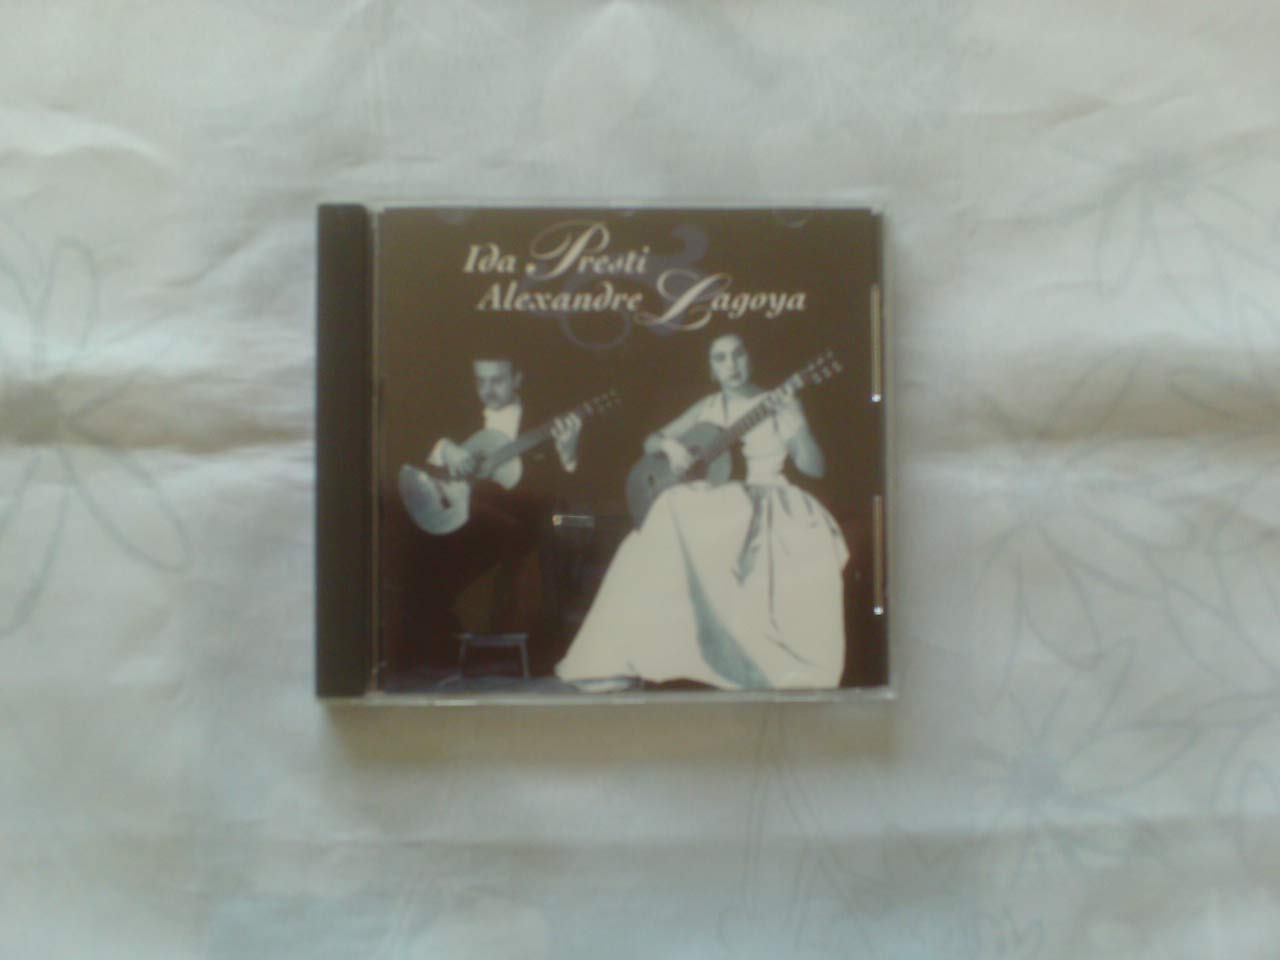 Ida Presti
&
Alexandre Lagoya